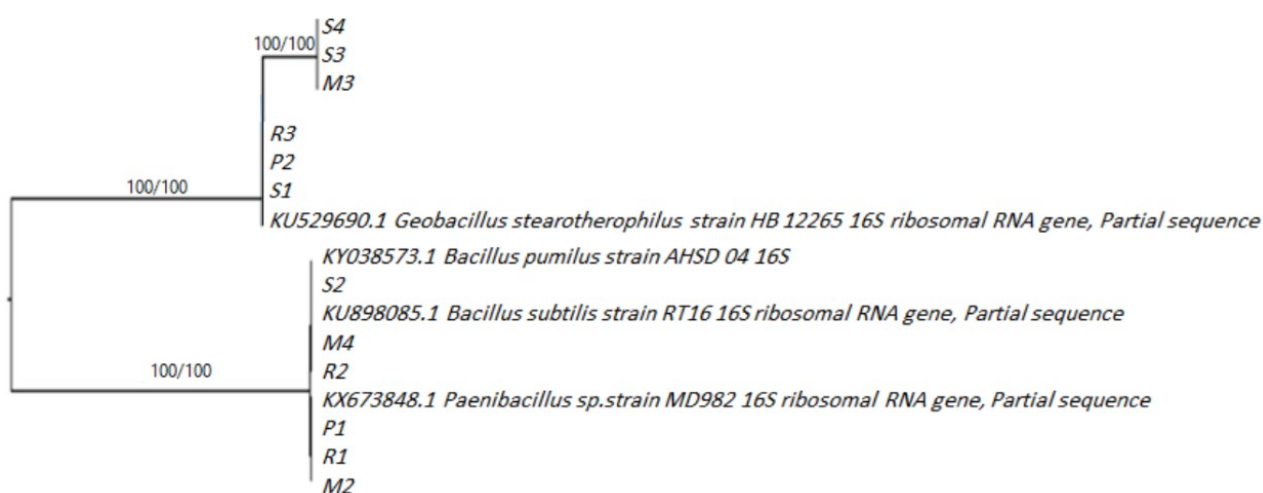 S4
100/100
S3
M3
R3
P2
100/100
S1
KU529690.1 Geobacillus stearotherophilus strain HB 12265 16S ribosomal RNA gene, Partial sequence
KY038573.1 Bacillus pumilus strain AHSD 04 16S
S2
KU898085.1 Bacillus subtilis strain RT16 16S ribosomal RNA gene, Partial sequence
M4
100/100
R2
KX673848.1 Paenibacillus sp.strain MD982 16S ribosomal RNA gene, Partial sequence
P1
R1
M2